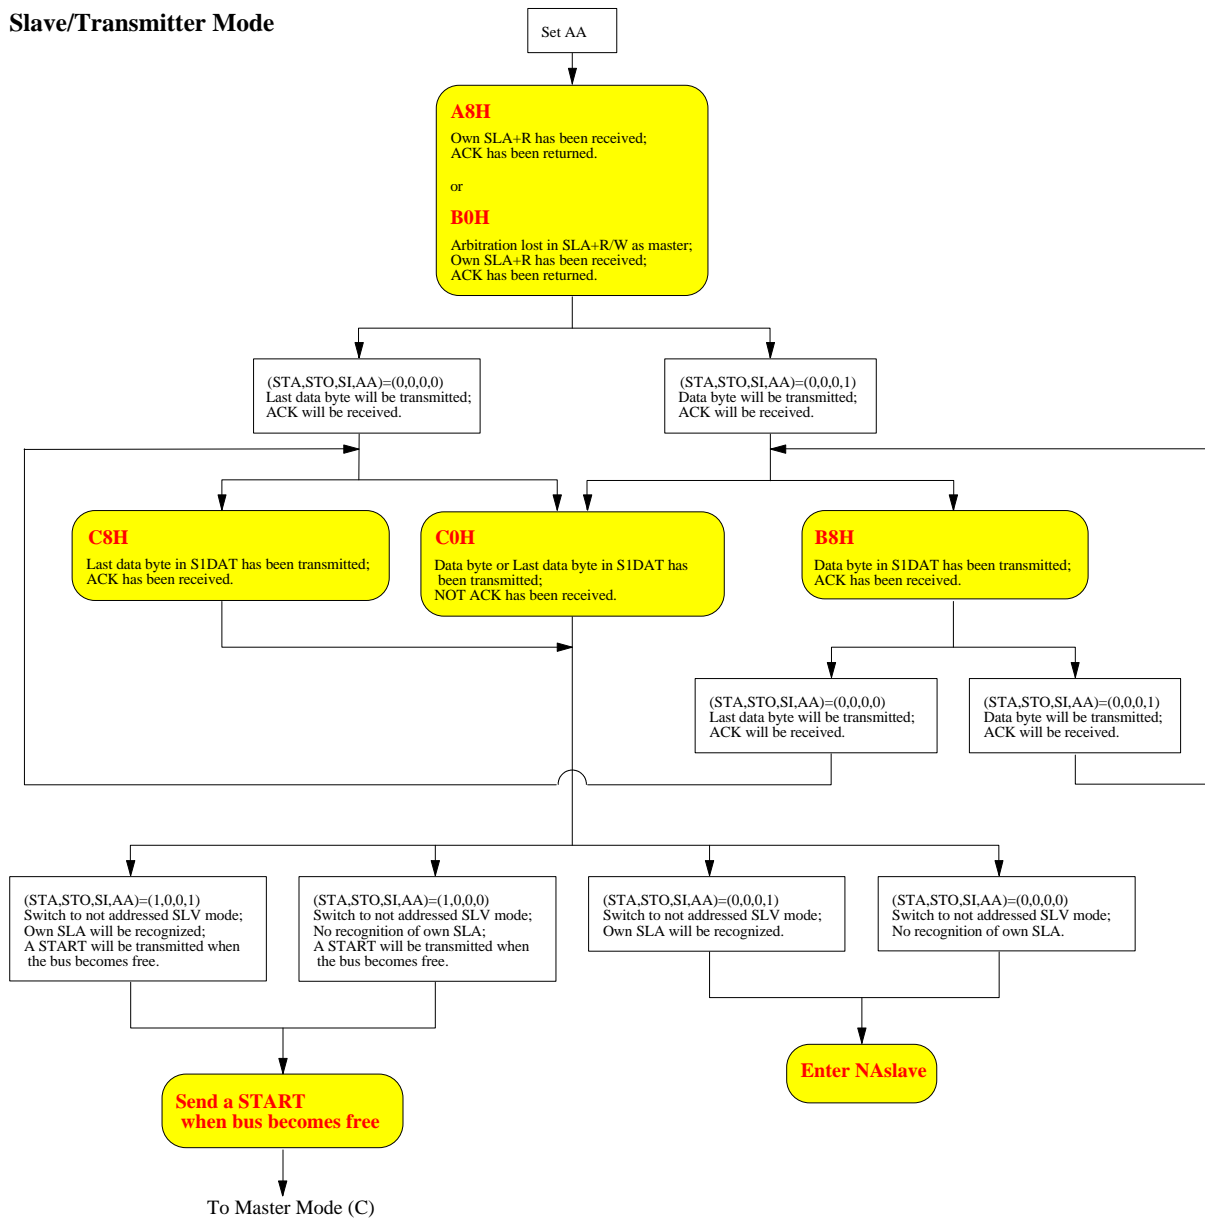 Slave/Transmitter Mode
Set AA
A8H
Own SLA+R has been received;
ACK has been returned.
or
B0H
Arbitration lost in SLA+R/W as master;
Own SLA+R has been received;
ACK has been returned.
(STA,STO,SI,AA)=(0,0,0,0)
Last data byte will be transmitted;
ACK will be received.
(STA,STO,SI,AA)=(0,0,0,1)
Data byte will be transmitted;
ACK will be received.
C8H
Last data byte in S1DAT has been transmitted;
ACK has been received.
C0H
Data byte or Last data byte in S1DAT has
been transmitted;
NOT ACK has been received.
B8H
Data byte in S1DAT has been transmitted;
ACK has been received.
(STA,STO,SI,AA)=(0,0,0,0)
Last data byte will be transmitted;
ACK will be received.
(STA,STO,SI,AA)=(0,0,0,1)
Data byte will be transmitted;
ACK will be received.
(STA,STO,SI,AA)=(1,0,0,1)
Switch to not addressed SLV mode;
Own SLA will be recognized;
A START will be transmitted when
the bus becomes free.
(STA,STO,SI,AA)=(1,0,0,0)
Switch to not addressed SLV mode;
No recognition of own SLA;
A START will be transmitted when
the bus becomes free.
(STA,STO,SI,AA)=(0,0,0,1)
Switch to not addressed SLV mode;
Own SLA will be recognized.
(STA,STO,SI,AA)=(0,0,0,0)
Switch to not addressed SLV mode;
No recognition of own SLA.
Enter NAslave
Send a START
when bus becomes free
To Master Mode (C)